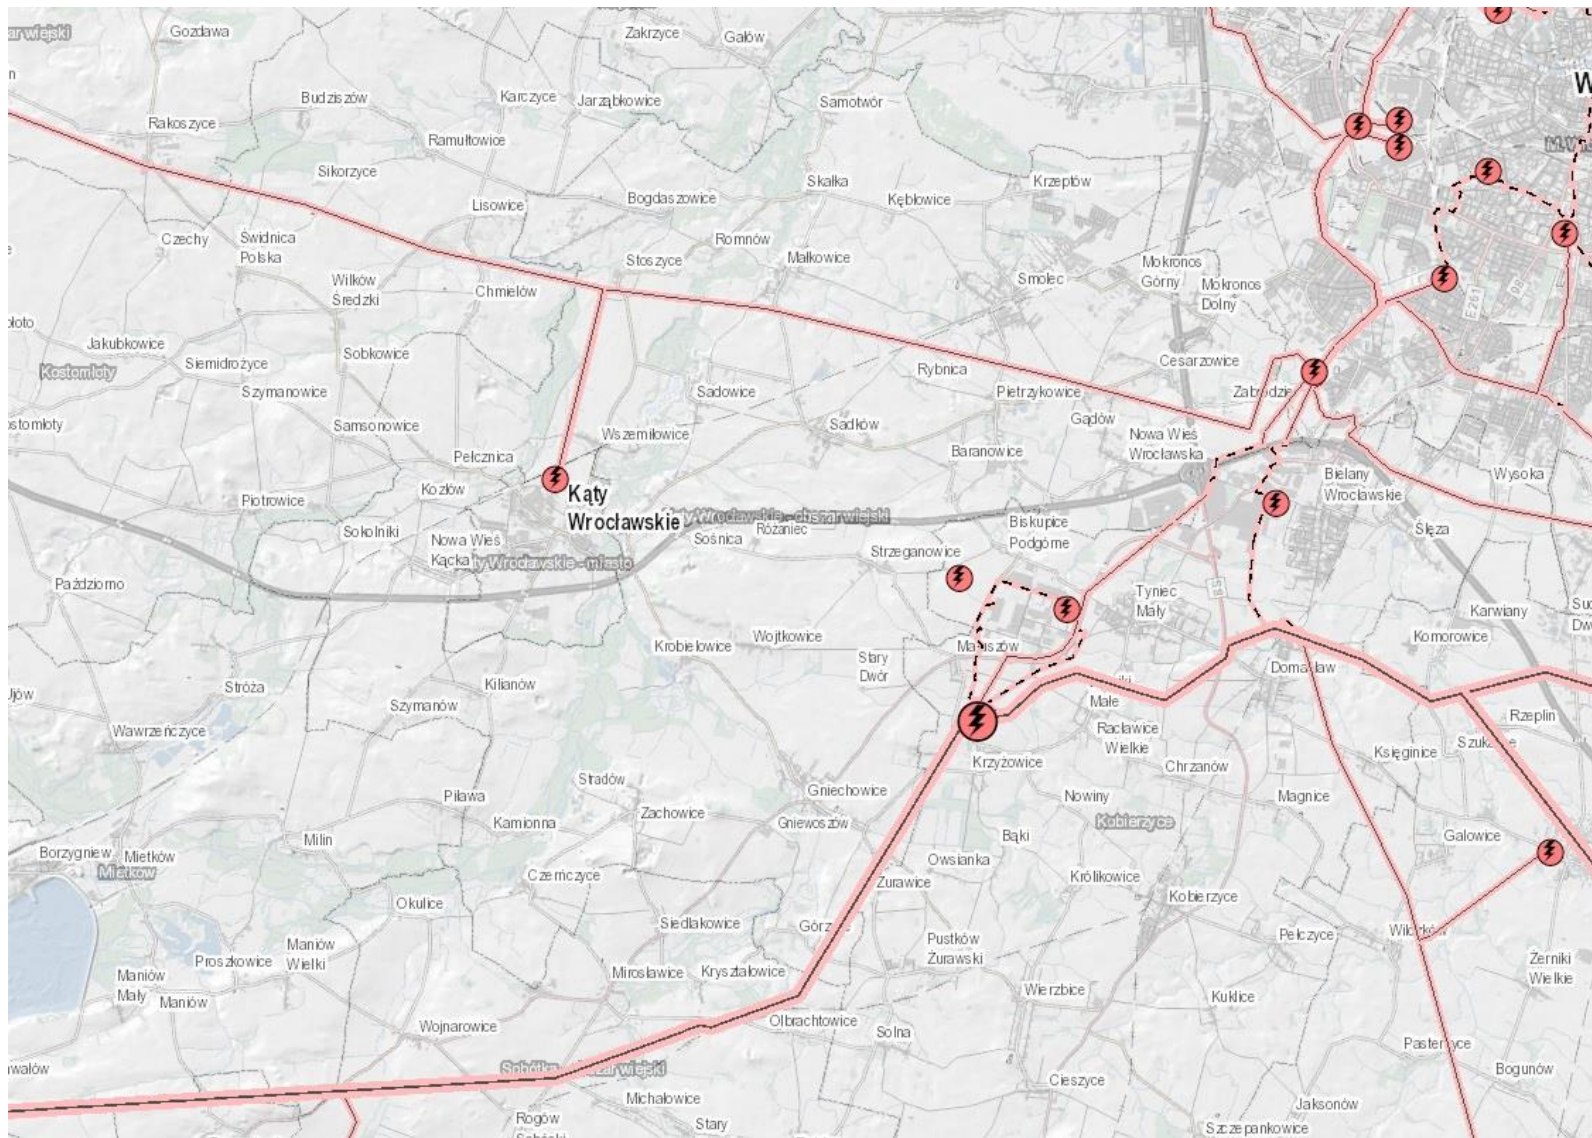 Gozdawa
Zakrzyce
Gałów
Budziszów
Karczyce
Jarząbkowice
Samotwór
Rakoszyce
Ramułtowice
Sikorzyce
Skałka
Krzeptów
Bogdaszowice
Kębłowice
Lisowice
Czechy
Świdnica
Polska
Romnów
Małkowice
Stoszyce
Mokronos
Górny
Smolec
Mokronos
Dolny
Wilków
Średzki
Chmielów
Jakubkowice
Sobkowice
Siemidrożyce
Kostomłoty
Cesarzowice
Rybnica
Szymanowice
Sadowice
Pietrzykowice
Gądów
Samsonowice
Wszemiłowice
Sadków
Nowa Wieś
Wrocławska
Baranowice
Pełcznica
Bielany
Wrocławskie
Wysoka
Kozłów
Piotrowice
Kąty
Wrocławskie
Sokolniki
Sośnica
Różaniec
Biskupice
Podgórne
Ślęza
Nowa Wieś
Kącka
Strzeganowice
Paździorno
Tyniec
Mały
Karwiany
Krobielowice
Wojtkowice
Komorowice
Stary
Dwór
Stróża
Kilianów
Szymanów
Małe
Wawrzeńczyce
Racławice
Wielkie
Rzeplin
Księginice
Krzyżowice
Chrzanów
Stradów
Gniechowice
Nowiny
Magnice
Piława
Zachowice
Kamionna
Gniewoszów
Kobierzyce
Bąki
Galowice
Milin
Borzygniew
Mietków
Mietków
Owsianka
Czerńczyce
Żurawice
Królikowice
Kobierzyce
Okulice
Siedlakowice
Pełczyce
Maniów
Wielki
Pustków
Żurawski
Proszkowice
Mirosławice
Kryształowice
Żerniki
Wielkie
Maniów
Mały
Maniów
Wierzbice
Kuklice
Wojnarowice
Olbrachtowice
Solna
Bogunów
Cieszyce
Michałowice
Jaksonów
Rogów
Stary
Szczepankowice